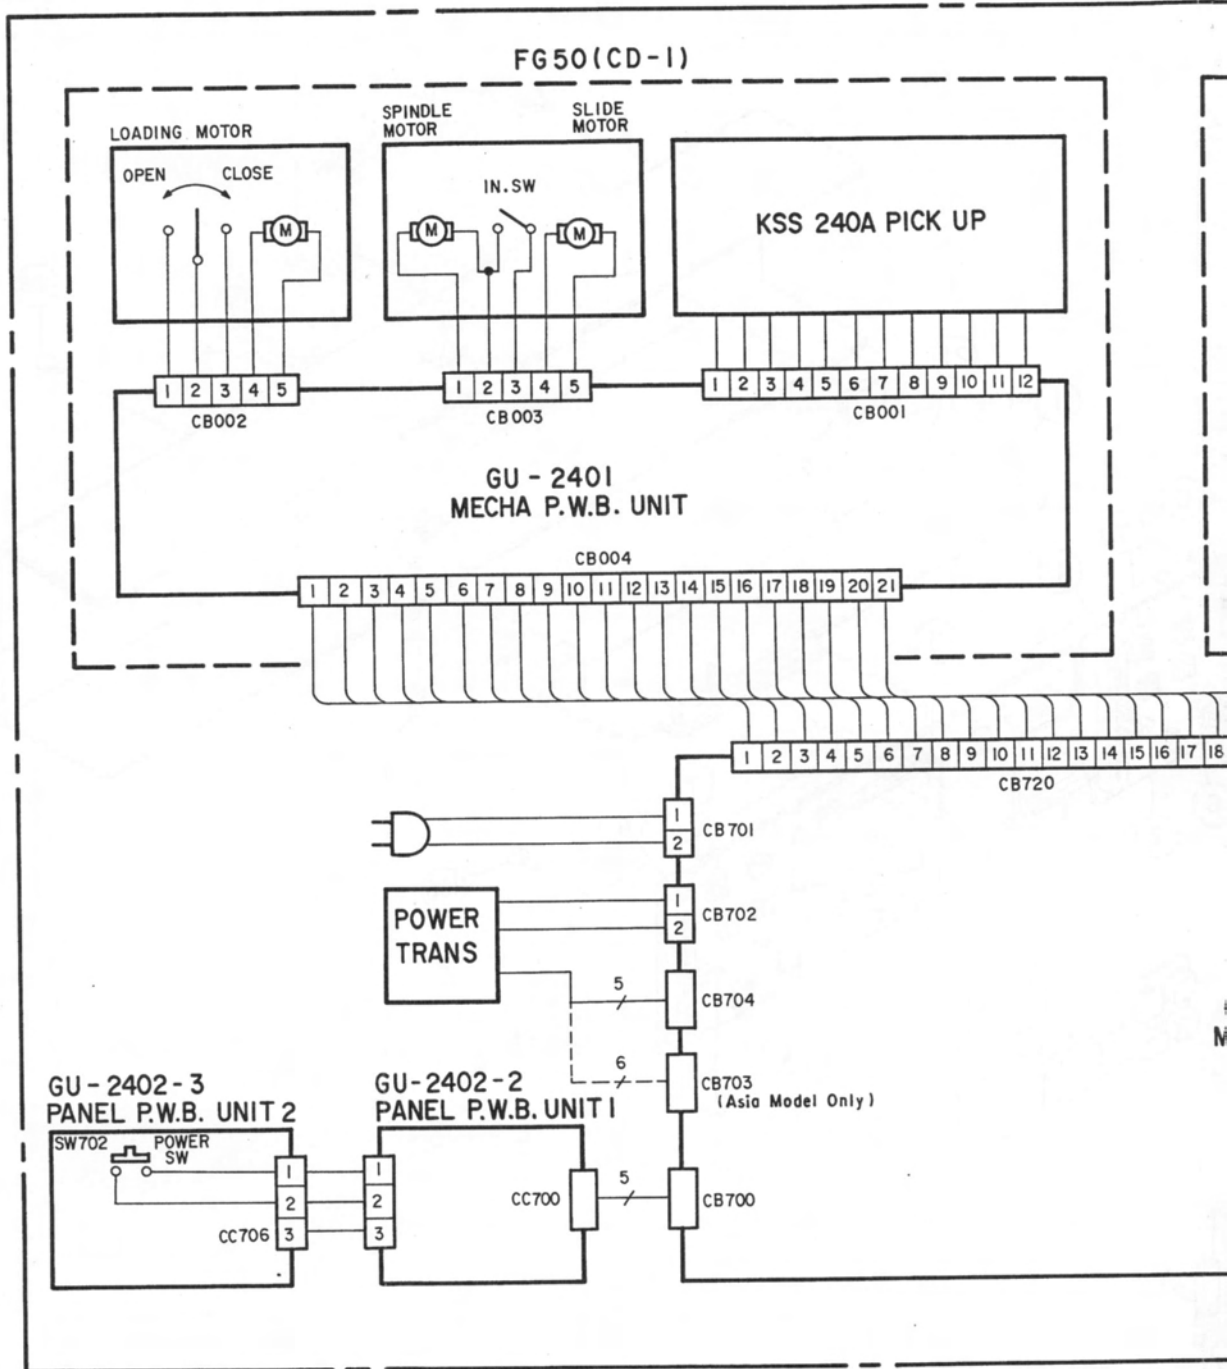 FG50(CD-1)
LOADING MOTOR
SPINDLE MOTOR
SLIDE MOTOR
OPEN CLOSE
M
IN.SW
M M
KSS 240A PICK UP
1 2 3 4 5
CB002
1 2 3 4 5
CB003
1 2 3 4 5 6 7 8 9 10 11 12
CB001
GU-2401
MECHA P.W.B. UNIT
CB004
1 2 3 4 5 6 7 8 9 10 11 12 13 14 15 16 17 18 19 20 21
1 2 3 4 5 6 7 8 9 10 11 12 13 14 15 16 17 18
CB720
1
2
CB701
POWER
TRANS
1
2
CB702
5
CB704
6
CB703
(Asia Model Only)
GU-2402-3
PANEL P.W.B. UNIT 2
SW702
POWER
SW
1
2
3
CC706
GU-2402-2
PANEL P.W.B. UNIT 1
1
2
3
CC700
5
CB700